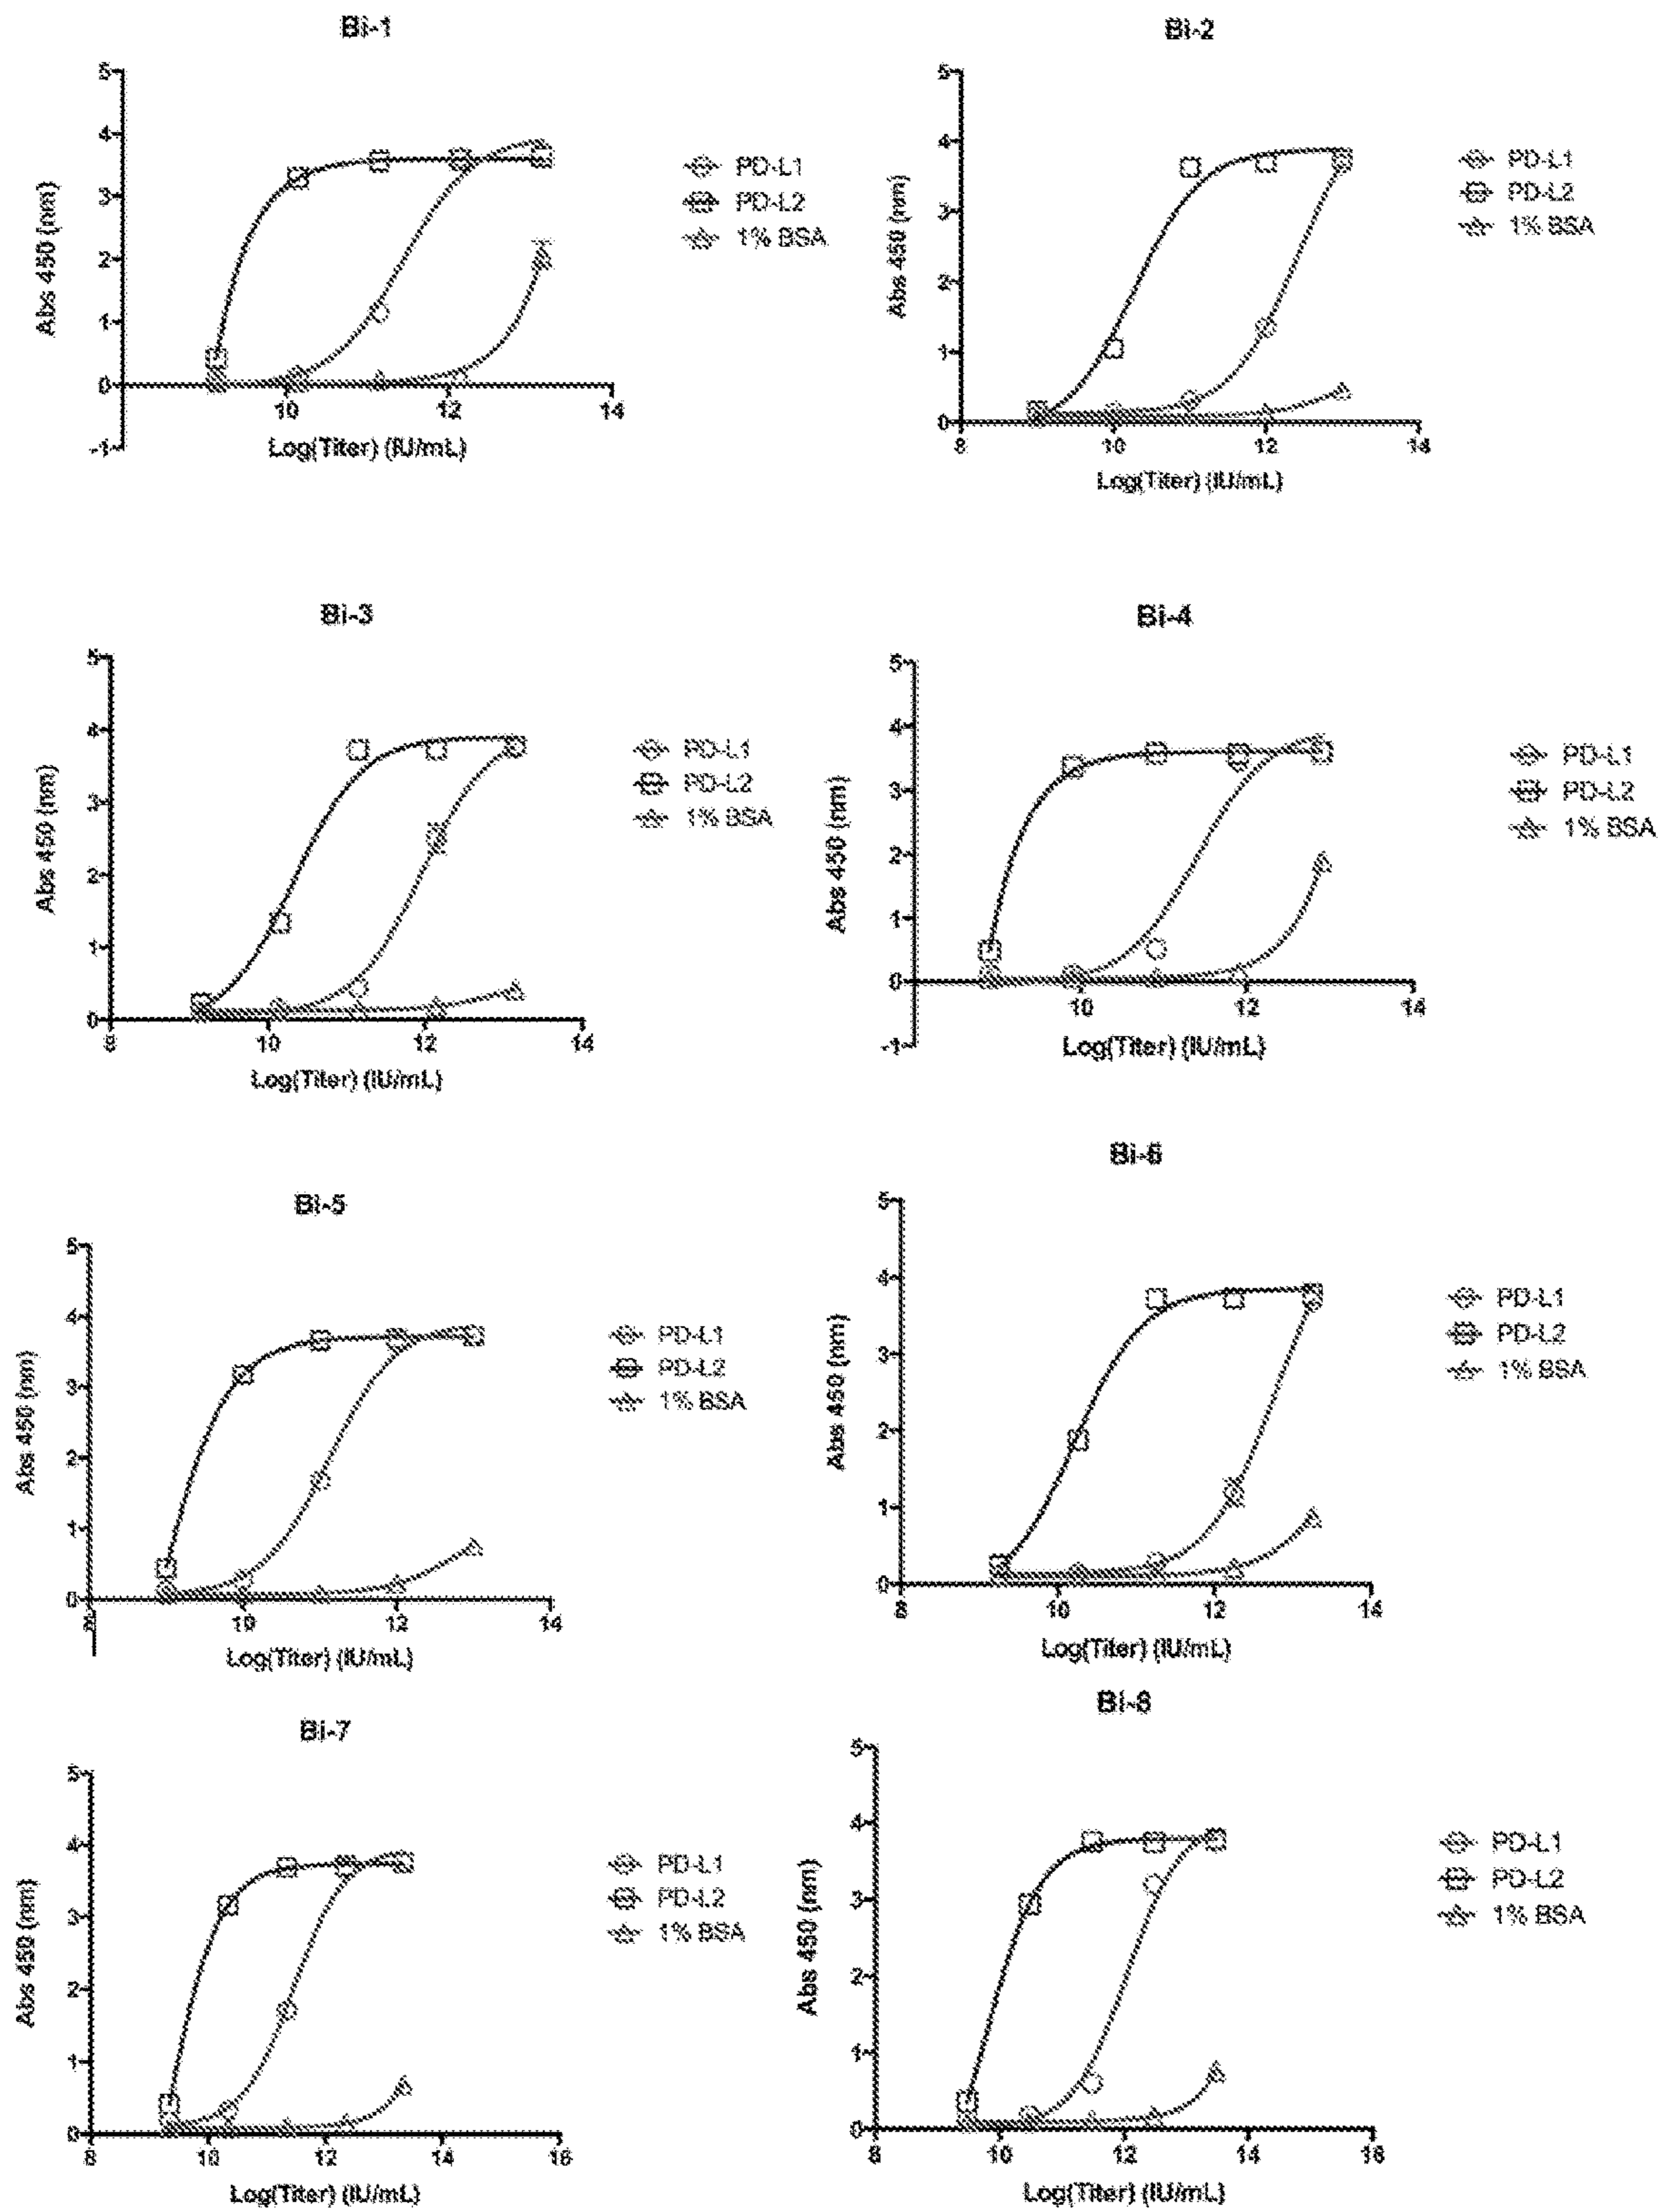 Bi-1
5
4
3
2
1
0
-1
10
12
14
Abs 450 (nm)
Log(Titer) (IU/mL)
PD-L1
PD-L2
1% BSA
Bi-2
5
4
3
2
1
0
8
10
12
14
Abs 450 (nm)
Log(Titer) (IU/mL)
PD-L1
PD-L2
1% BSA
Bi-3
5
4
3
2
1
0
8
10
12
14
Abs 450 (nm)
Log(Titer) (IU/mL)
PD-L1
PD-L2
1% BSA
Bi-4
5
4
3
2
1
0
-1
10
12
14
Abs 450 (nm)
Log(Titer) (IU/mL)
PD-L1
PD-L2
1% BSA
Bi-5
5
4
3
2
1
0
8
10
12
14
Abs 450 (nm)
Log(Titer) (IU/mL)
PD-L1
PD-L2
1% BSA
Bi-6
5
4
3
2
1
0
8
10
12
14
Abs 450 (nm)
Log(Titer) (IU/mL)
PD-L1
PD-L2
1% BSA
Bi-7
5
4
3
2
1
0
8
10
12
14
16
Abs 450 (nm)
Log(Titer) (IU/mL)
PD-L1
PD-L2
1% BSA
Bi-8
5
4
3
2
1
0
8
10
12
14
16
Abs 450 (nm)
Log(Titer) (IU/mL)
PD-L1
PD-L2
1% BSA